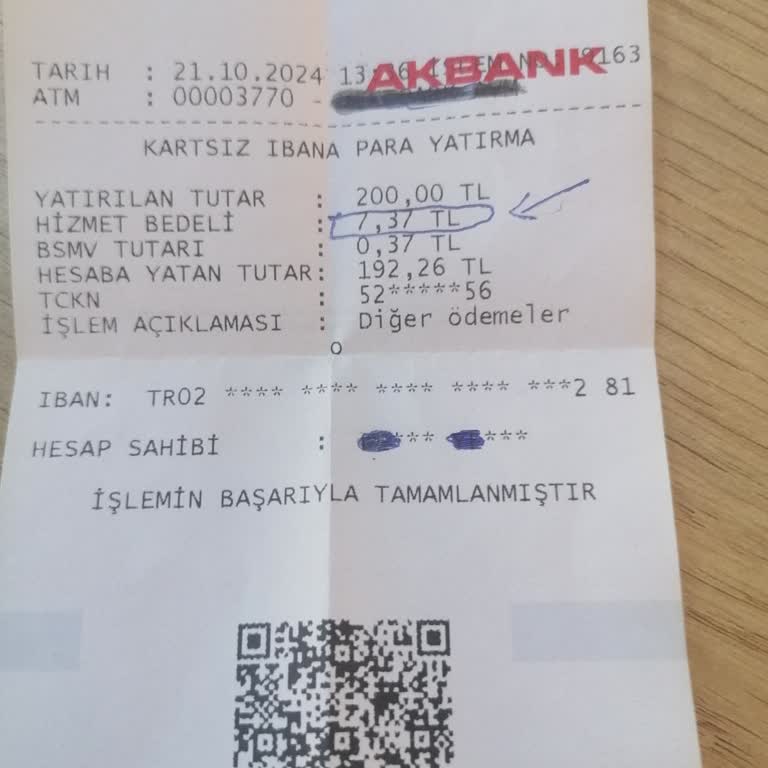 TARIH : 21.10.2024 13: AKBANK 9163
ATM : 00003770 -
KARTSIZ IBANA PARA YATIRMA
YATIRILAN TUTAR : 200,00 TL
HİZMET BEDELİ : 7,37 TL
BSMV TUTARI : 0,37 TL
HESABA YATAN TUTAR: 192,26 TL
TCKN : 52*****56
İŞLEM AÇIKLAMASI : Diğer ödemeler
o
IBAN: TR02 **** **** **** **** ***2 81
HESAP SAHİBİ : *** ***
İŞLEMİN BAŞARIYLA TAMAMLANMIŞTIR